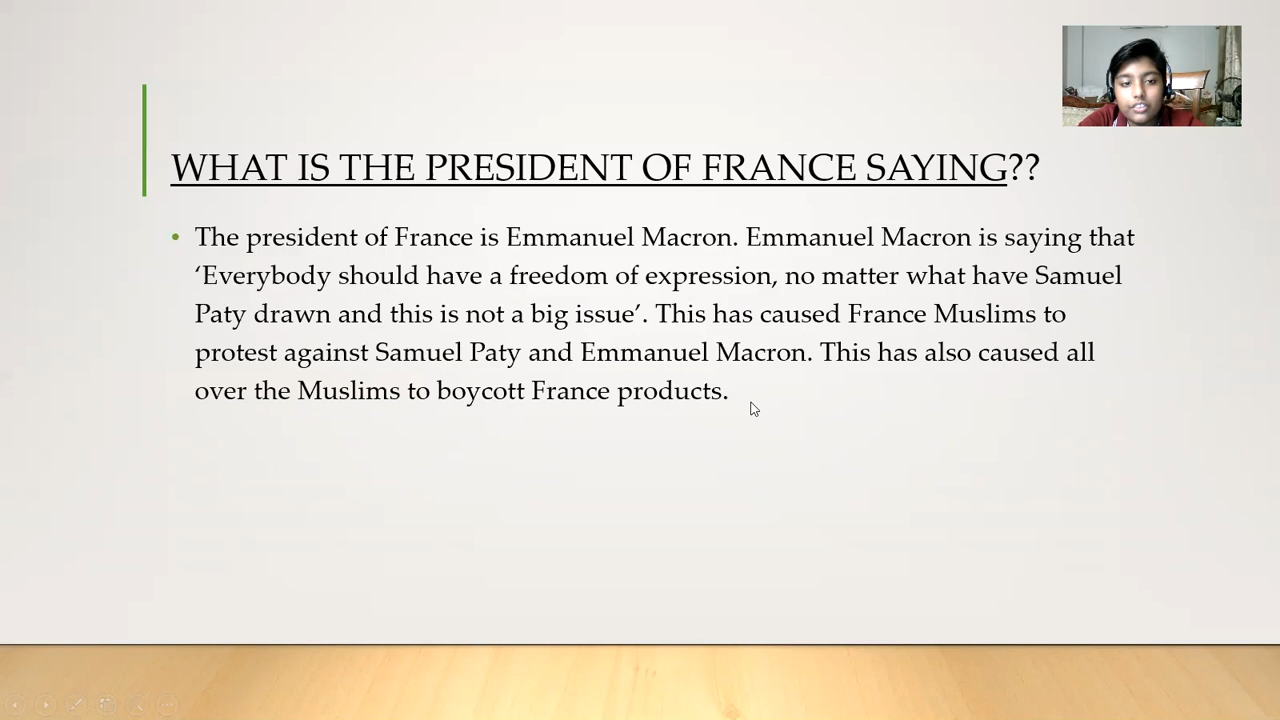 WHAT IS THE PRESIDENT OF FRANCE SAYING??
• The president of France is Emmanuel Macron. Emmanuel Macron is saying that
‘Everybody should have a freedom of expression, no matter what have Samuel
Paty drawn and this is not a big issue’. This has caused France Muslims to
protest against Samuel Paty and Emmanuel Macron. This has also caused all
over the Muslims to boycott France products.